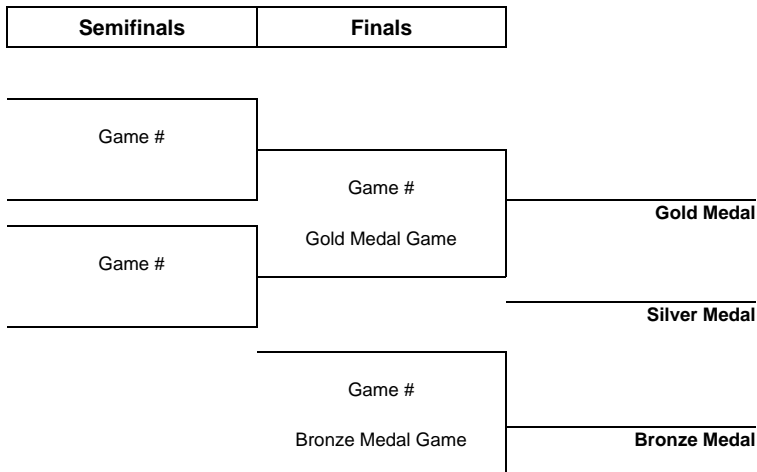 Semifinals Finals
Game #
Game #
Gold Medal
Gold Medal Game
Game #
Silver Medal
Game #
Bronze Medal Game Bronze Medal